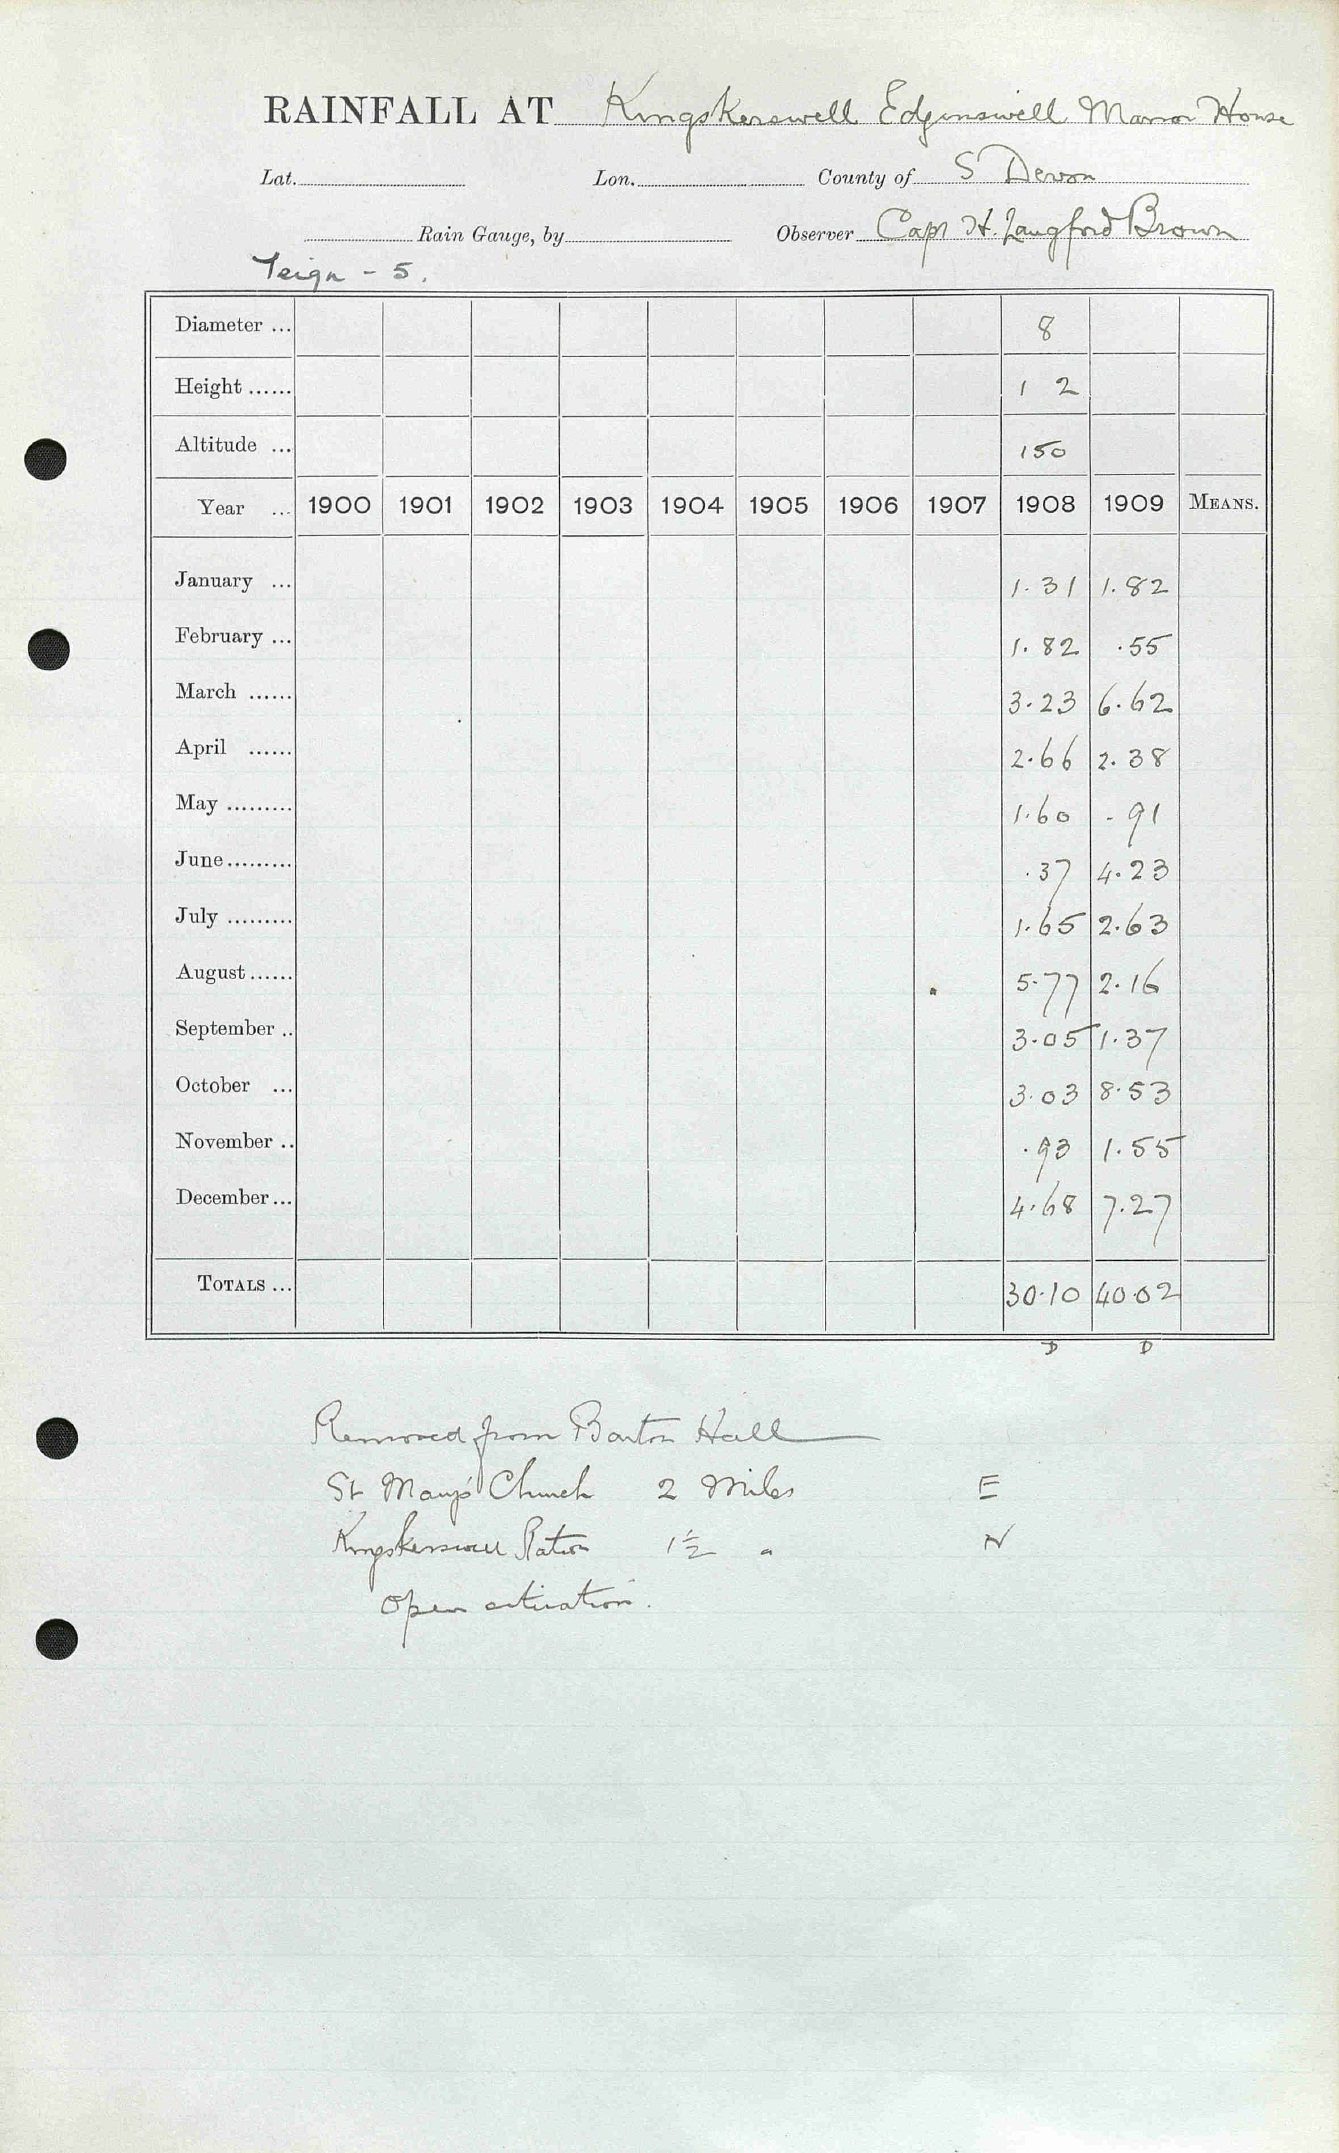 RAINFALL AT Kingskerswell Edginswell Manor House
Lat. Lon. County of S Devon
Rain Gauge, by Observer Capt H. Langford Brown
Teign - 5.
Diameter ... 8
Height ...... 1 2
Altitude ... 150
Year ... 1900 1901 1902 1903 1904 1905 1906 1907 1908 1909 MEANS.
January ... 1.31 1.82
February ... 1.82 .55
March ...... 3.23 6.62
April ...... 2.66 2.38
May ......... 1.60 .91
June ......... .37 4.23
July ......... 1.65 2.63
August ...... 5.77 2.16
September .. 3.05 1.37
October ... 3.03 8.53
November .. .93 1.55
December ... 4.68 7.27
TOTALS ... 30.10 40.02
D D
Removed from Barton Hall
St Mary's Church 2 Miles E
Kingskerswell Station 1½ " N
Open situation.